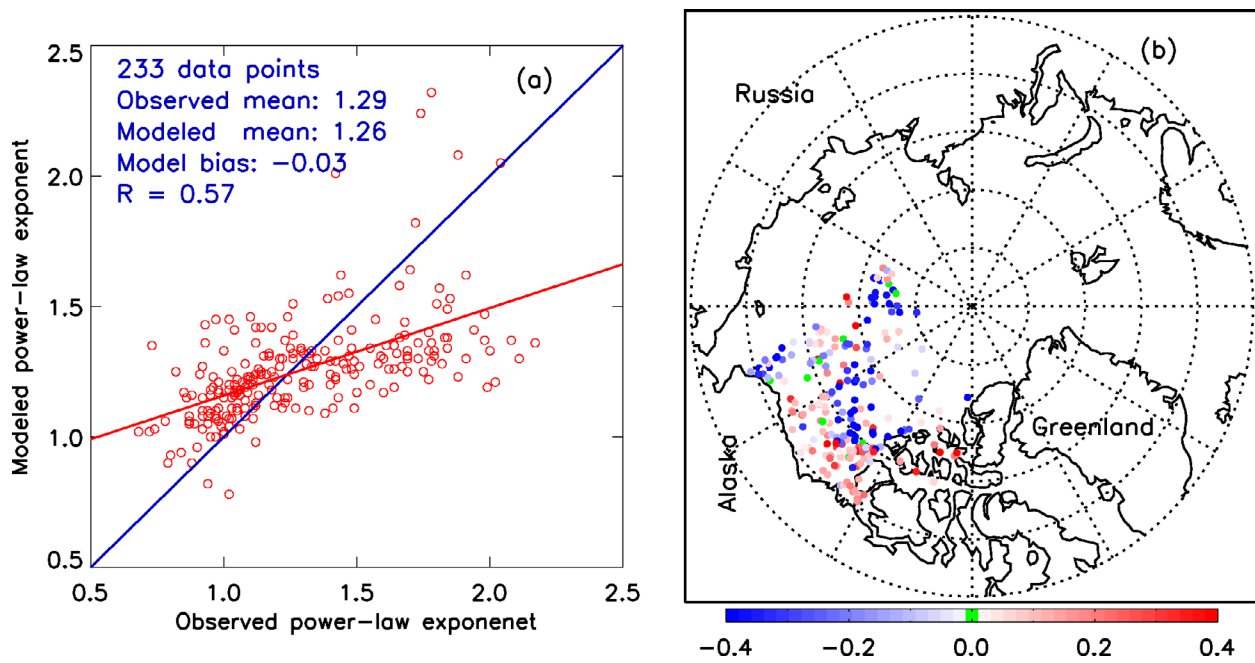 2.5
2.0
1.5
1.0
0.5
Modeled power-law exponent
233 data points
Observed mean: 1.29
Modeled mean: 1.26
Model bias: -0.03
R = 0.57
(a)
0.5 1.0 1.5 2.0 2.5
Observed power-law exponenet
(b)
Russia
Greenland
Alaska
-0.4 -0.2 0.0 0.2 0.4